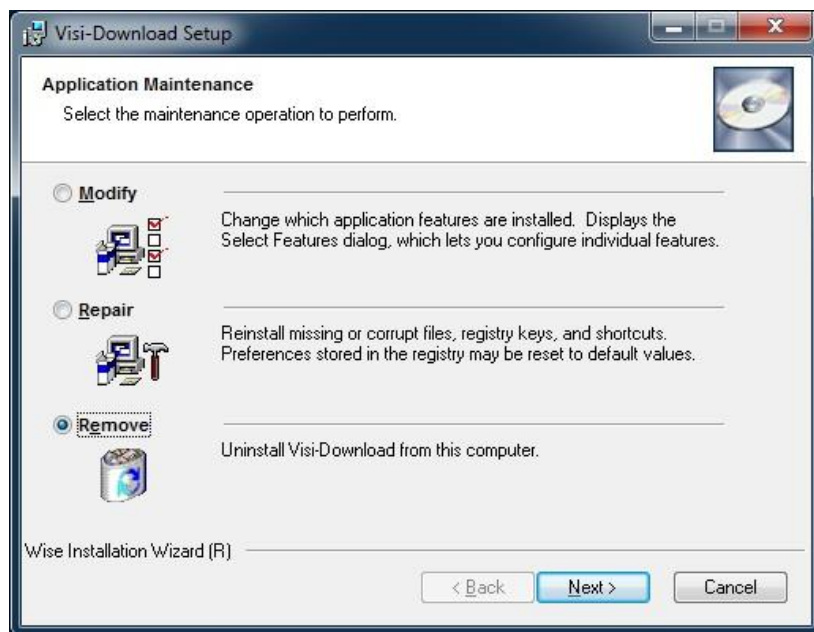 Visi-Download Setup
Application Maintenance
Select the maintenance operation to perform.
Modify
Change which application features are installed.  Displays the
Select Features dialog, which lets you configure individual features.
Repair
Reinstall missing or corrupt files, registry keys, and shortcuts.
Preferences stored in the registry may be reset to default values.
Remove
Uninstall Visi-Download from this computer.
Wise Installation Wizard (R)
< Back
Next >
Cancel